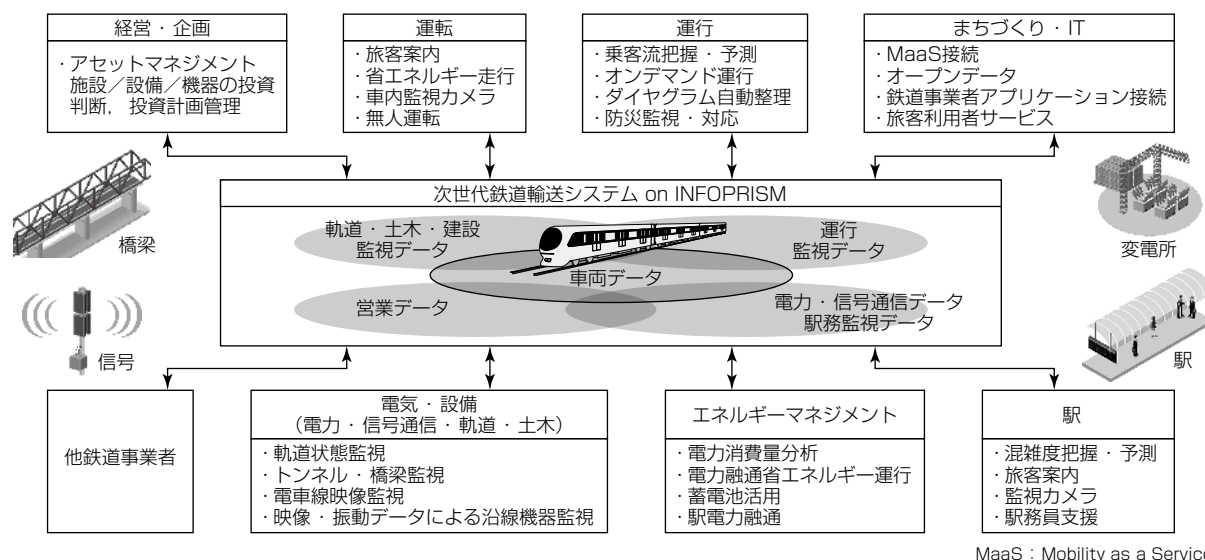 経営・企画
・アセットマネジメント
施設／設備／機器の投資
判断，投資計画管理
運転
・旅客案内
・省エネルギー走行
・車内監視カメラ
・無人運転
運行
・乗客流把握・予測
・オンデマンド運行
・ダイヤグラム自動整理
・防災監視・対応
まちづくり・IT
・MaaS接続
・オープンデータ
・鉄道事業者アプリケーション接続
・旅客利用者サービス
次世代鉄道輸送システム on INFOPRISM
軌道・土木・建設
監視データ
運行
監視データ
車両データ
営業データ
電力・信号通信データ
駅務監視データ
橋梁
信号
変電所
駅
他鉄道事業者
電気・設備
（電力・信号通信・軌道・土木）
・軌道状態監視
・トンネル・橋梁監視
・電車線映像監視
・映像・振動データによる沿線機器監視
エネルギーマネジメント
・電力消費量分析
・電力融通省エネルギー運行
・蓄電池活用
・駅電力融通
駅
・混雑度把握・予測
・旅客案内
・監視カメラ
・駅務員支援
MaaS：Mobility as a Service